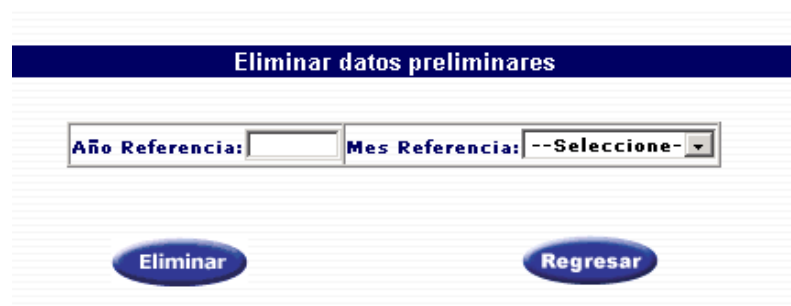 Eliminar datos preliminares
Año Referencia: Mes Referencia: --Seleccione-
Eliminar Regresar